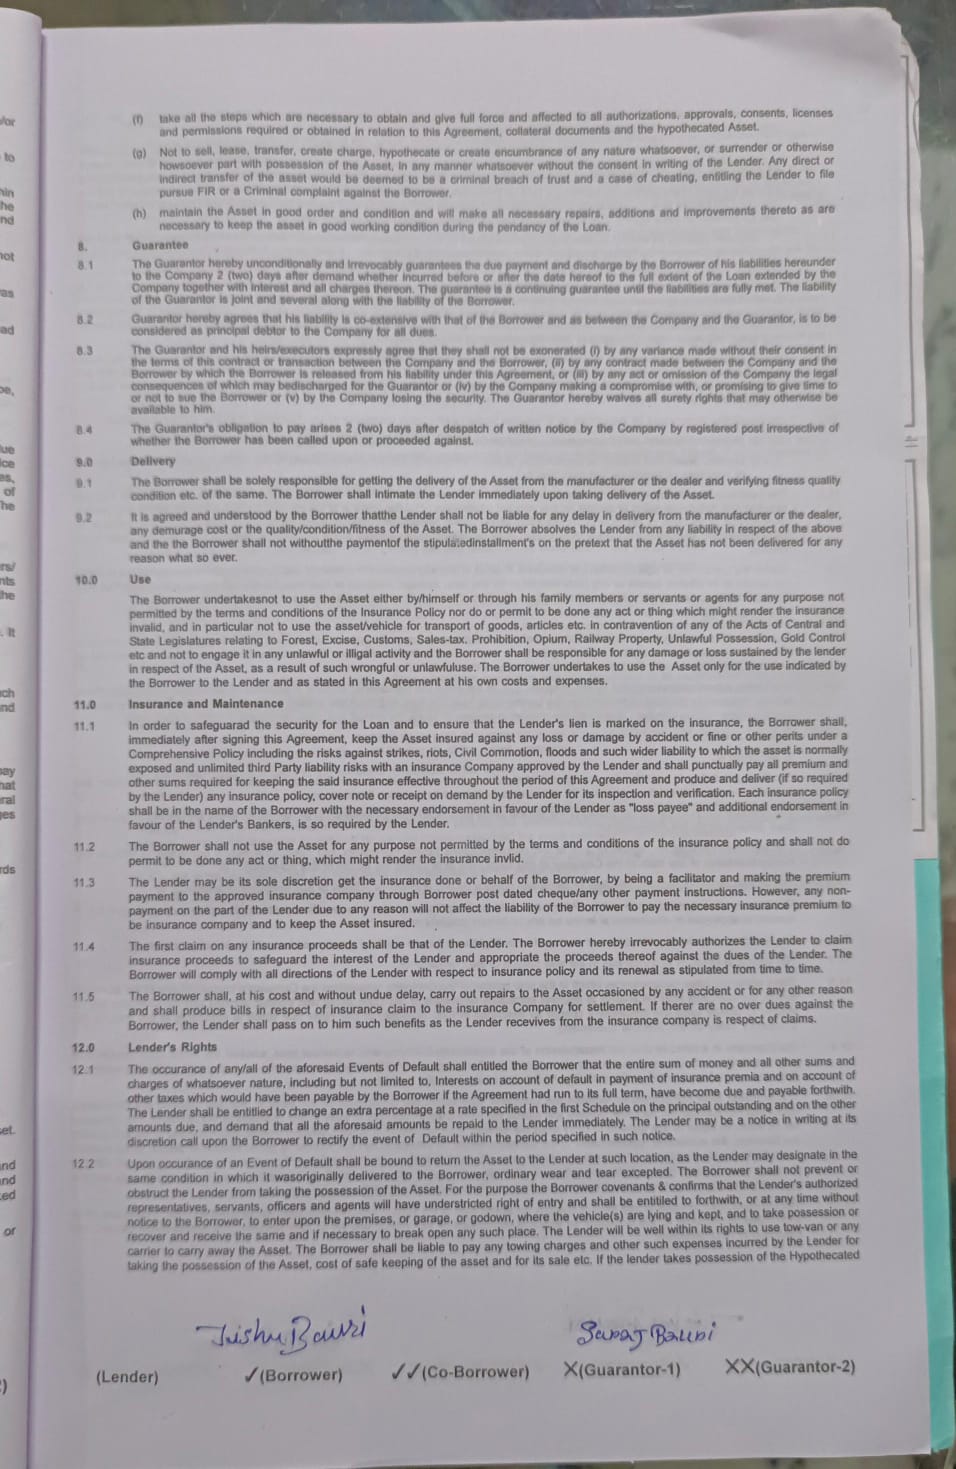 (f) take all the steps which are necessary to obtain and give full force and affected to all authorizations, approvals, consents, licenses
and permissions required or obtained in relation to this Agreement, collateral documents and the hypothecated Asset.
(g) Not to sell, lease, transfer, create charge, hypothecate or create encumbrance of any nature whatsoever, or surrender or otherwise
howsoever part with possession of the Asset, in any manner whatsoever without the consent in writing of the Lender. Any direct or
indirect transfer of the asset would be deemed to be a criminal breach of trust and a case of cheating, entitling the Lender to file
pursue FIR or a Criminal complaint against the Borrower.
(h) maintain the Asset in good order and condition and will make all necessary repairs, additions and improvements thereto as are
necessary to keep the asset in good working condition during the pendancy of the Loan.
8. Guarantee
8.1 The Guarantor hereby unconditionally and irrevocably guarantees the due payment and discharge by the Borrower of his liabilities hereunder
to the Company 2 (two) days after demand whether incurred before or after the date hereof to the full extent of the Loan extended by the
Company together with interest and all charges thereon. The guarantee is a continuing guarantee until the liabilities are fully met. The liability
of the Guarantor is joint and several along with the liability of the Borrower.
8.2 Guarantor hereby agrees that his liability is co-extensive with that of the Borrower and as between the Company and the Guarantor, is to be
considered as principal debtor to the Company for all dues.
8.3 The Guarantor and his heirs/executors expressly agree that they shall not be exonerated (i) by any variance made without their consent in
the terms of this contract or transaction between the Company and the Borrower, (ii) by any contract made between the Company and the
Borrower by which the Borrower is released from his liability under this Agreement, or (iii) by any act or omission of the Company the legal
consequences of which may bedischarged for the Guarantor or (iv) by the Company making a compromise with, or promising to give time to
or not to sue the Borrower or (v) by the Company losing the security. The Guarantor hereby waives all surety rights that may otherwise be
available to him.
8.4 The Guarantor's obligation to pay arises 2 (two) days after despatch of written notice by the Company by registered post irrespective of
whether the Borrower has been called upon or proceeded against.
9.0 Delivery
9.1 The Borrower shall be solely responsible for getting the delivery of the Asset from the manufacturer or the dealer and verifying fitness quality
condition etc. of the same. The Borrower shall intimate the Lender immediately upon taking delivery of the Asset.
9.2 It is agreed and understood by the Borrower thatthe Lender shall not be liable for any delay in delivery from the manufacturer or the dealer,
any demurage cost or the quality/condition/fitness of the Asset. The Borrower absolves the Lender from any liability in respect of the above
and the the Borrower shall not withoutthe paymentof the stipulatedinstallment's on the pretext that the Asset has not been delivered for any
reason what so ever.
10.0 Use
The Borrower undertakesnot to use the Asset either by/himself or through his family members or servants or agents for any purpose not
permitted by the terms and conditions of the Insurance Policy nor do or permit to be done any act or thing which might render the insurance
invalid, and in particular not to use the asset/vehicle for transport of goods, articles etc. in contravention of any of the Acts of Central and
State Legislatures relating to Forest, Excise, Customs, Sales-tax. Prohibition, Opium, Railway Property, Unlawful Possession, Gold Control
etc and not to engage it in any unlawful or illigal activity and the Borrower shall be responsible for any damage or loss sustained by the lender
in respect of the Asset, as a result of such wrongful or unlawfuluse. The Borrower undertakes to use the Asset only for the use indicated by
the Borrower to the Lender and as stated in this Agreement at his own costs and expenses.
11.0 Insurance and Maintenance
11.1 In order to safeguarad the security for the Loan and to ensure that the Lender's lien is marked on the insurance, the Borrower shall,
immediately after signing this Agreement, keep the Asset insured against any loss or damage by accident or fine or other perits under a
Comprehensive Policy including the risks against strikes, riots, Civil Commotion, floods and such wider liability to which the asset is normally
exposed and unlimited third Party liability risks with an insurance Company approved by the Lender and shall punctually pay all premium and
other sums required for keeping the said insurance effective throughout the period of this Agreement and produce and deliver (if so required
by the Lender) any insurance policy, cover note or receipt on demand by the Lender for its inspection and verification. Each insurance policy
shall be in the name of the Borrower with the necessary endorsement in favour of the Lender as "loss payee" and additional endorsement in
favour of the Lender's Bankers, is so required by the Lender.
11.2 The Borrower shall not use the Asset for any purpose not permitted by the terms and conditions of the insurance policy and shall not do
permit to be done any act or thing, which might render the insurance invlid.
11.3 The Lender may be its sole discretion get the insurance done or behalf of the Borrower, by being a facilitator and making the premium
payment to the approved insurance company through Borrower post dated cheque/any other payment instructions. However, any non-
payment on the part of the Lender due to any reason will not affect the liability of the Borrower to pay the necessary insurance premium to
be insurance company and to keep the Asset insured.
11.4 The first claim on any insurance proceeds shall be that of the Lender. The Borrower hereby irrevocably authorizes the Lender to claim
insurance proceeds to safeguard the interest of the Lender and appropriate the proceeds thereof against the dues of the Lender. The
Borrower will comply with all directions of the Lender with respect to insurance policy and its renewal as stipulated from time to time.
11.5 The Borrower shall, at his cost and without undue delay, carry out repairs to the Asset occasioned by any accident or for any other reason
and shall produce bills in respect of insurance claim to the insurance Company for settlement. If therer are no over dues against the
Borrower, the Lender shall pass on to him such benefits as the Lender recevives from the insurance company is respect of claims.
12.0 Lender's Rights
12.1 The occurance of any/all of the aforesaid Events of Default shall entitled the Borrower that the entire sum of money and all other sums and
charges of whatsoever nature, including but not limited to, Interests on account of default in payment of insurance premia and on account of
other taxes which would have been payable by the Borrower if the Agreement had run to its full term, have become due and payable forthwith.
The Lender shall be entitlied to change an extra percentage at a rate specified in the first Schedule on the principal outstanding and on the other
amounts due, and demand that all the aforesaid amounts be repaid to the Lender immediately. The Lender may be a notice in writing at its
discretion call upon the Borrower to rectify the event of Default within the period specified in such notice.
12.2 Upon occurance of an Event of Default shall be bound to return the Asset to the Lender at such location, as the Lender may designate in the
same condition in which it wasoriginally delivered to the Borrower, ordinary wear and tear excepted. The Borrower shall not prevent or
obstruct the Lender from taking the possession of the Asset. For the purpose the Borrower covenants & confirms that the Lender's authorized
representatives, servants, officers and agents will have understricted right of entry and shall be entitiled to forthwith, or at any time without
notice to the Borrower, to enter upon the premises, or garage, or godown, where the vehicle(s) are lying and kept, and to take possession or
recover and receive the same and if necessary to break open any such place. The Lender will be well within its rights to use tow-van or any
carrier to carry away the Asset. The Borrower shall be liable to pay any towing charges and other such expenses incurred by the Lender for
taking the possession of the Asset, cost of safe keeping of the asset and for its sale etc. If the lender takes possession of the Hypothecated
Bauri Bauri
(Lender) ✓(Borrower) ✓✓(Co-Borrower) X(Guarantor-1) XX(Guarantor-2)